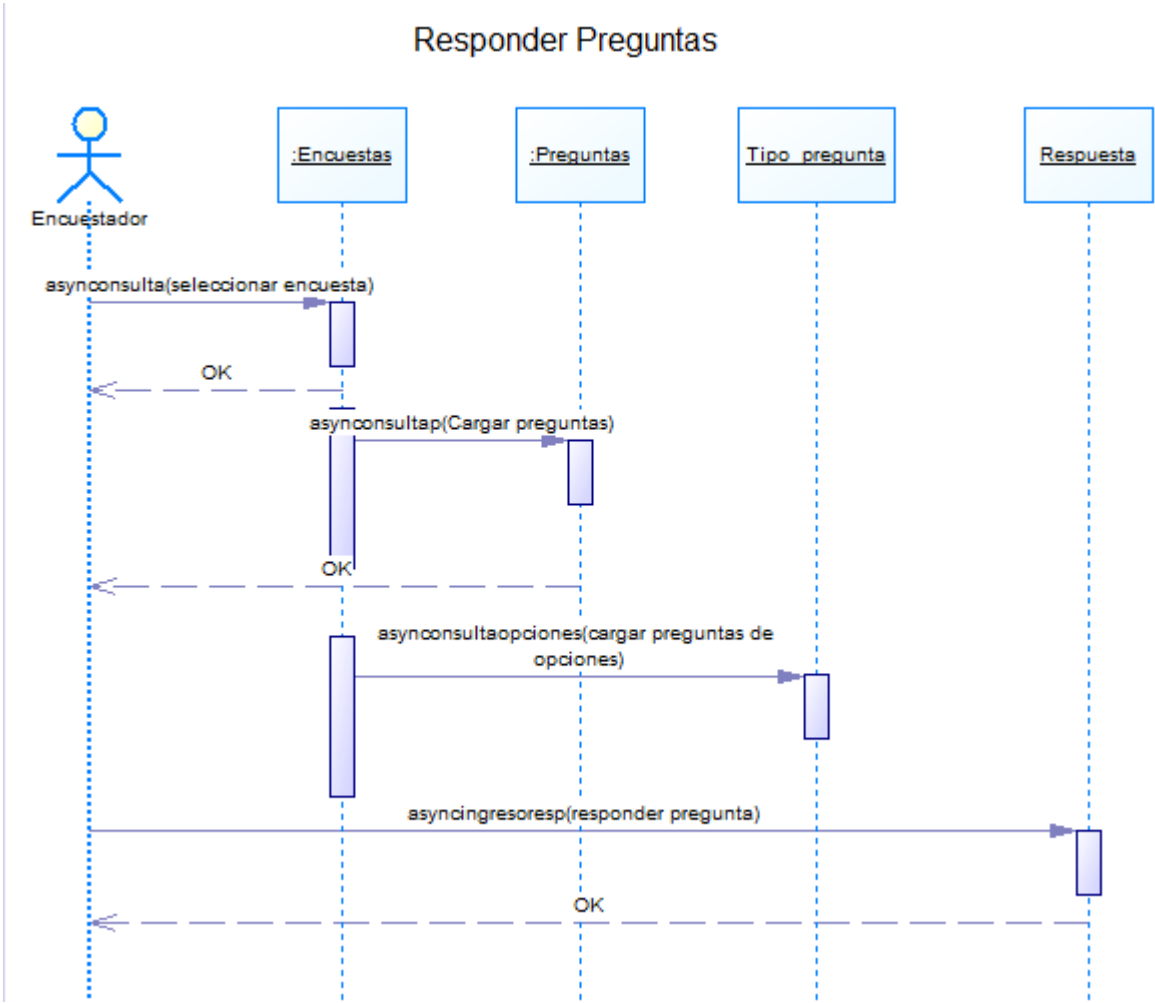 Responder Preguntas
:Encuestas
:Preguntas
Tipo_pregunta
Respuesta
Encuestador
asynconsulta(seleccionar encuesta)
OK
asynconsultap(Cargar preguntas)
OK
asynconsultaopciones(cargar preguntas de
opciones)
asyncingresoresp(responder pregunta)
OK